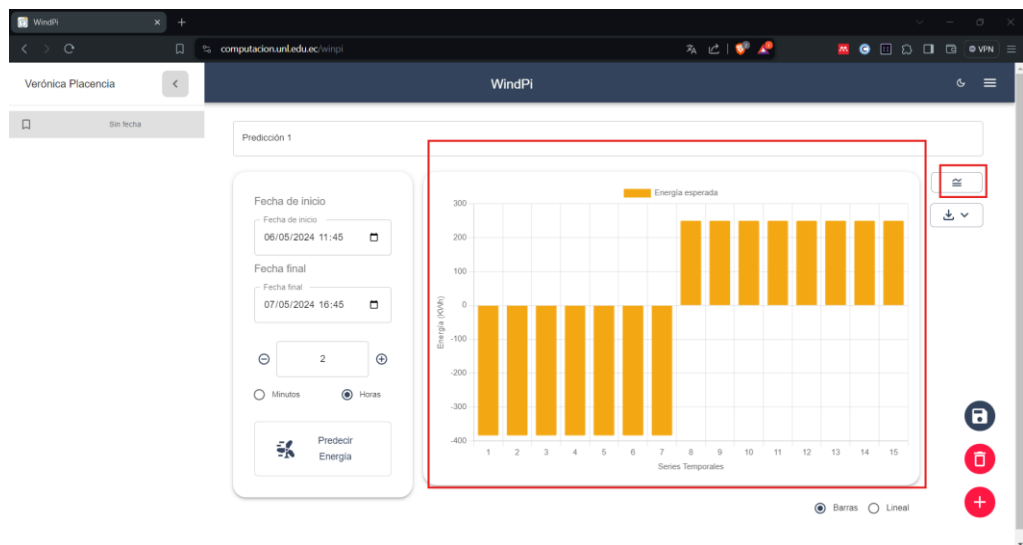 WindPi
computacion.unl.edu.ec/winpi
VPN
Verónica Placencia
WindPi
Sin fecha
Predicción 1
Fecha de inicio
Fecha de inicio
06/05/2024 11:45
Fecha final
Fecha final
07/05/2024 16:45
2
Minutos
Horas
Predecir
Energía
Energía esperada
300
200
100
0
-100
-200
-300
-400
Energía (KWh)
1 2 3 4 5 6 7 8 9 10 11 12 13 14 15
Series Temporales
Barras
Lineal